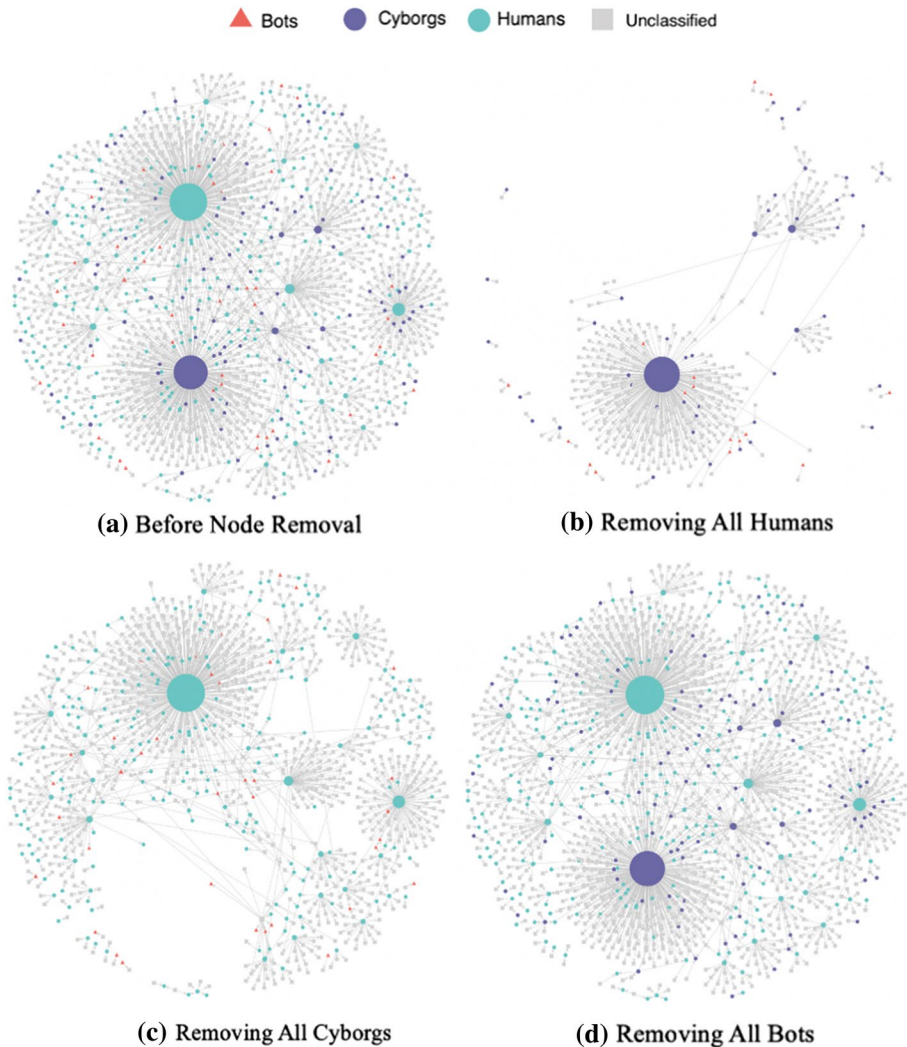 Bots Cyborgs Humans Unclassified
(a) Before Node Removal
(b) Removing All Humans
(c) Removing All Cyborgs
(d) Removing All Bots